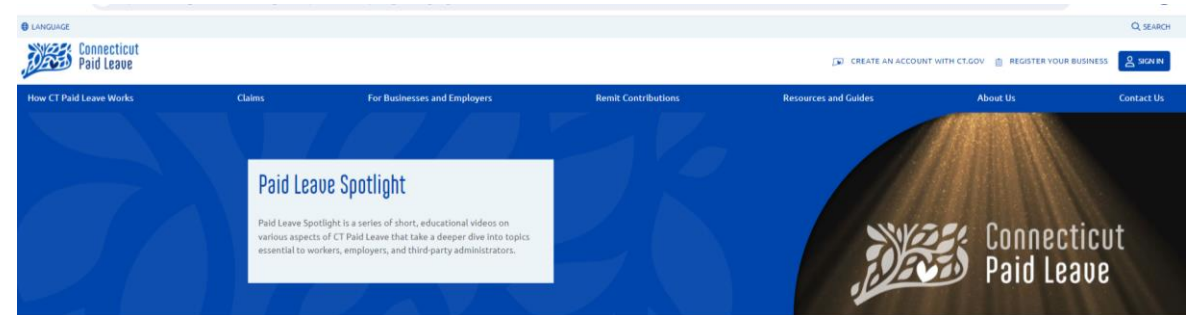 LANGUAGE
SEARCH
Connecticut
Paid Leave
CREATE AN ACCOUNT WITH CT.GOV
REGISTER YOUR BUSINESS
SIGN IN
How CT Paid Leave Works
Claims
For Businesses and Employers
Remit Contributions
Resources and Guides
About Us
Contact Us
Paid Leave Spotlight
Paid Leave Spotlight is a series of short, educational videos on
various aspects of CT Paid Leave that take a deeper dive into topics
essential to workers, employers, and third-party administrators.
Connecticut
Paid Leave